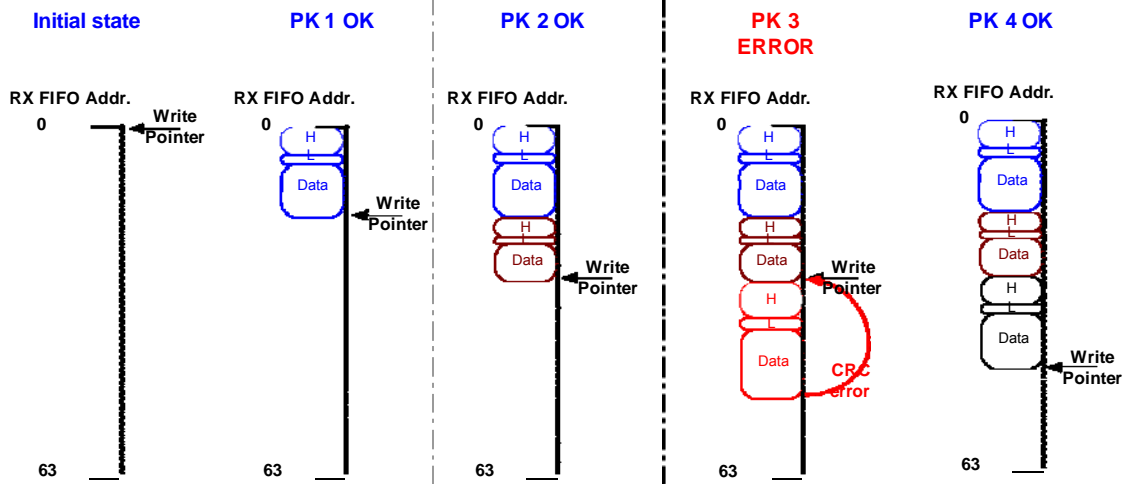 Initial state
RX FIFO Addr.
0
Write
Pointer
63
PK 1 OK
RX FIFO Addr.
0
H
L
Data
Write
Pointer
63
PK 2 OK
RX FIFO Addr.
0
H
L
Data
H
L
Data
Write
Pointer
63
PK 3
ERROR
RX FIFO Addr.
0
H
L
Data
H
L
Data
Write
Pointer
H
L
Data
CRC
error
63
PK 4 OK
RX FIFO Addr.
0
H
L
Data
H
L
Data
H
L
Data
Write
Pointer
63